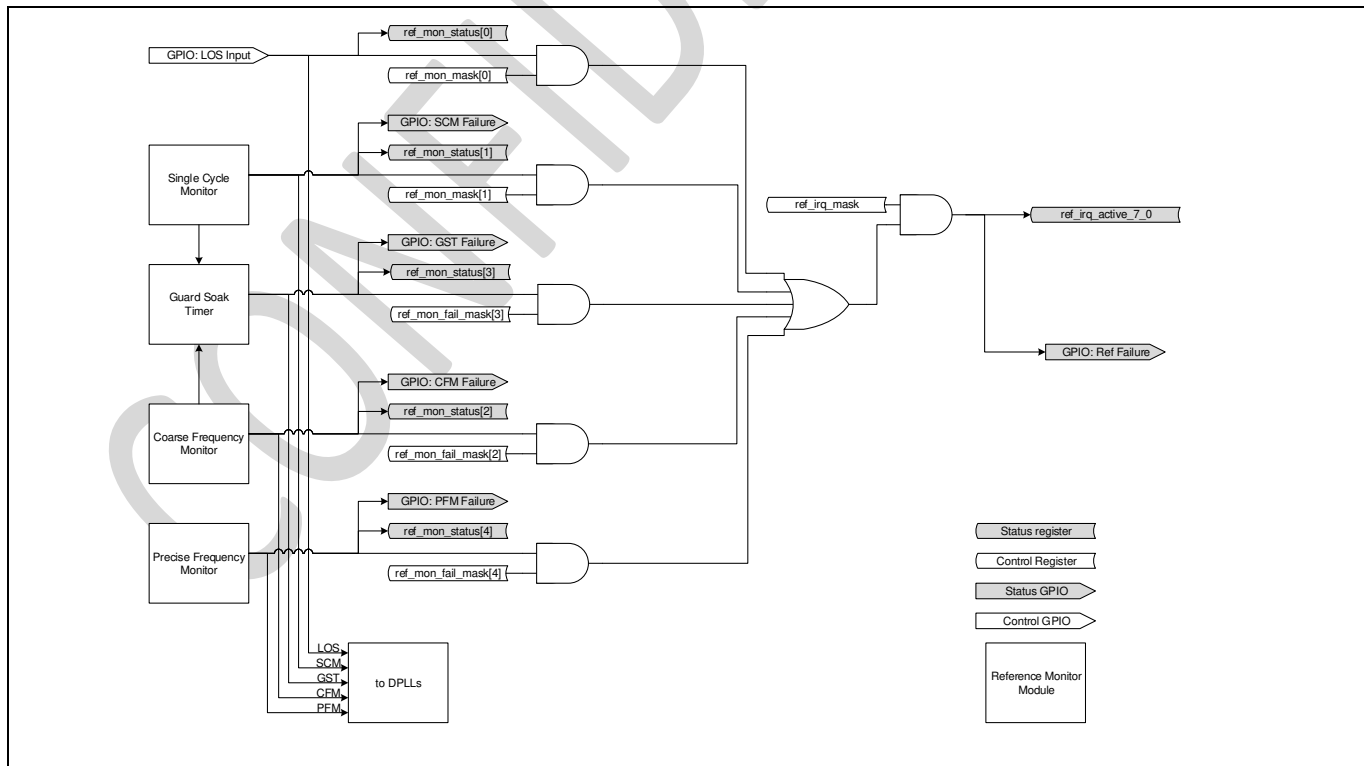 ref_mon_status[0]
GPIO: LOS Input
ref_mon_mask[0]
GPIO: SCM Failure
ref_mon_status[1]
Single Cycle
Monitor
ref_mon_mask[1]
ref_irq_mask
ref_irq_active_7_0
GPIO: GST Failure
ref_mon_status[3]
Guard Soak
Timer
ref_mon_fail_mask[3]
GPIO: Ref Failure
GPIO: CFM Failure
ref_mon_status[2]
Coarse Frequency
Monitor
ref_mon_fail_mask[2]
GPIO: PFM Failure
ref_mon_status[4]
Precise Frequency
Monitor
ref_mon_fail_mask[4]
Status register
Control Register
Status GPIO
Control GPIO
LOS
SCM
GST
CFM
PFM
to DPLLs
Reference Monitor
Module
CONFID